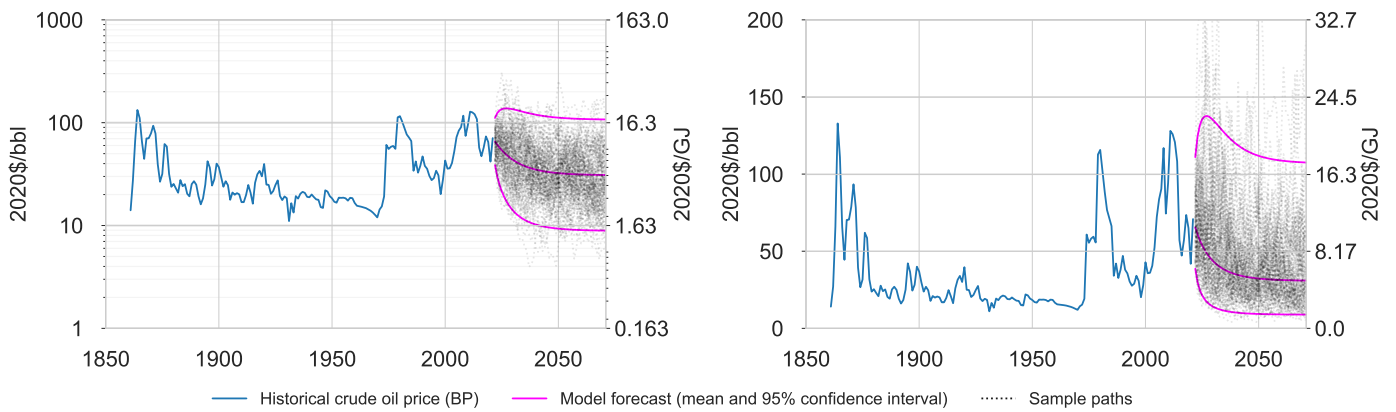 1000
100
10
1
163.0
16.3
1.63
0.163
2020$/bbl
2020$/GJ
1850 1900 1950 2000 2050
200
150
100
50
0
32.7
24.5
16.3
8.17
0.0
2020$/bbl
2020$/GJ
1850 1900 1950 2000 2050
Historical crude oil price (BP) Model forecast (mean and 95% confidence interval) Sample paths